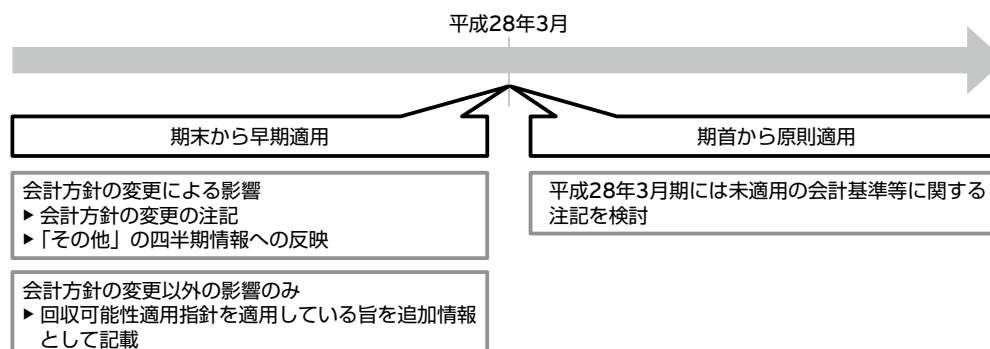 平成28年3月
期末から早期適用
期首から原則適用
会計方針の変更による影響
▶ 会計方針の変更の注記
▶「その他」の四半期情報への反映
平成28年3月期には未適用の会計基準等に関する
注記を検討
会計方針の変更以外の影響のみ
▶ 回収可能性適用指針を適用している旨を追加情報
として記載